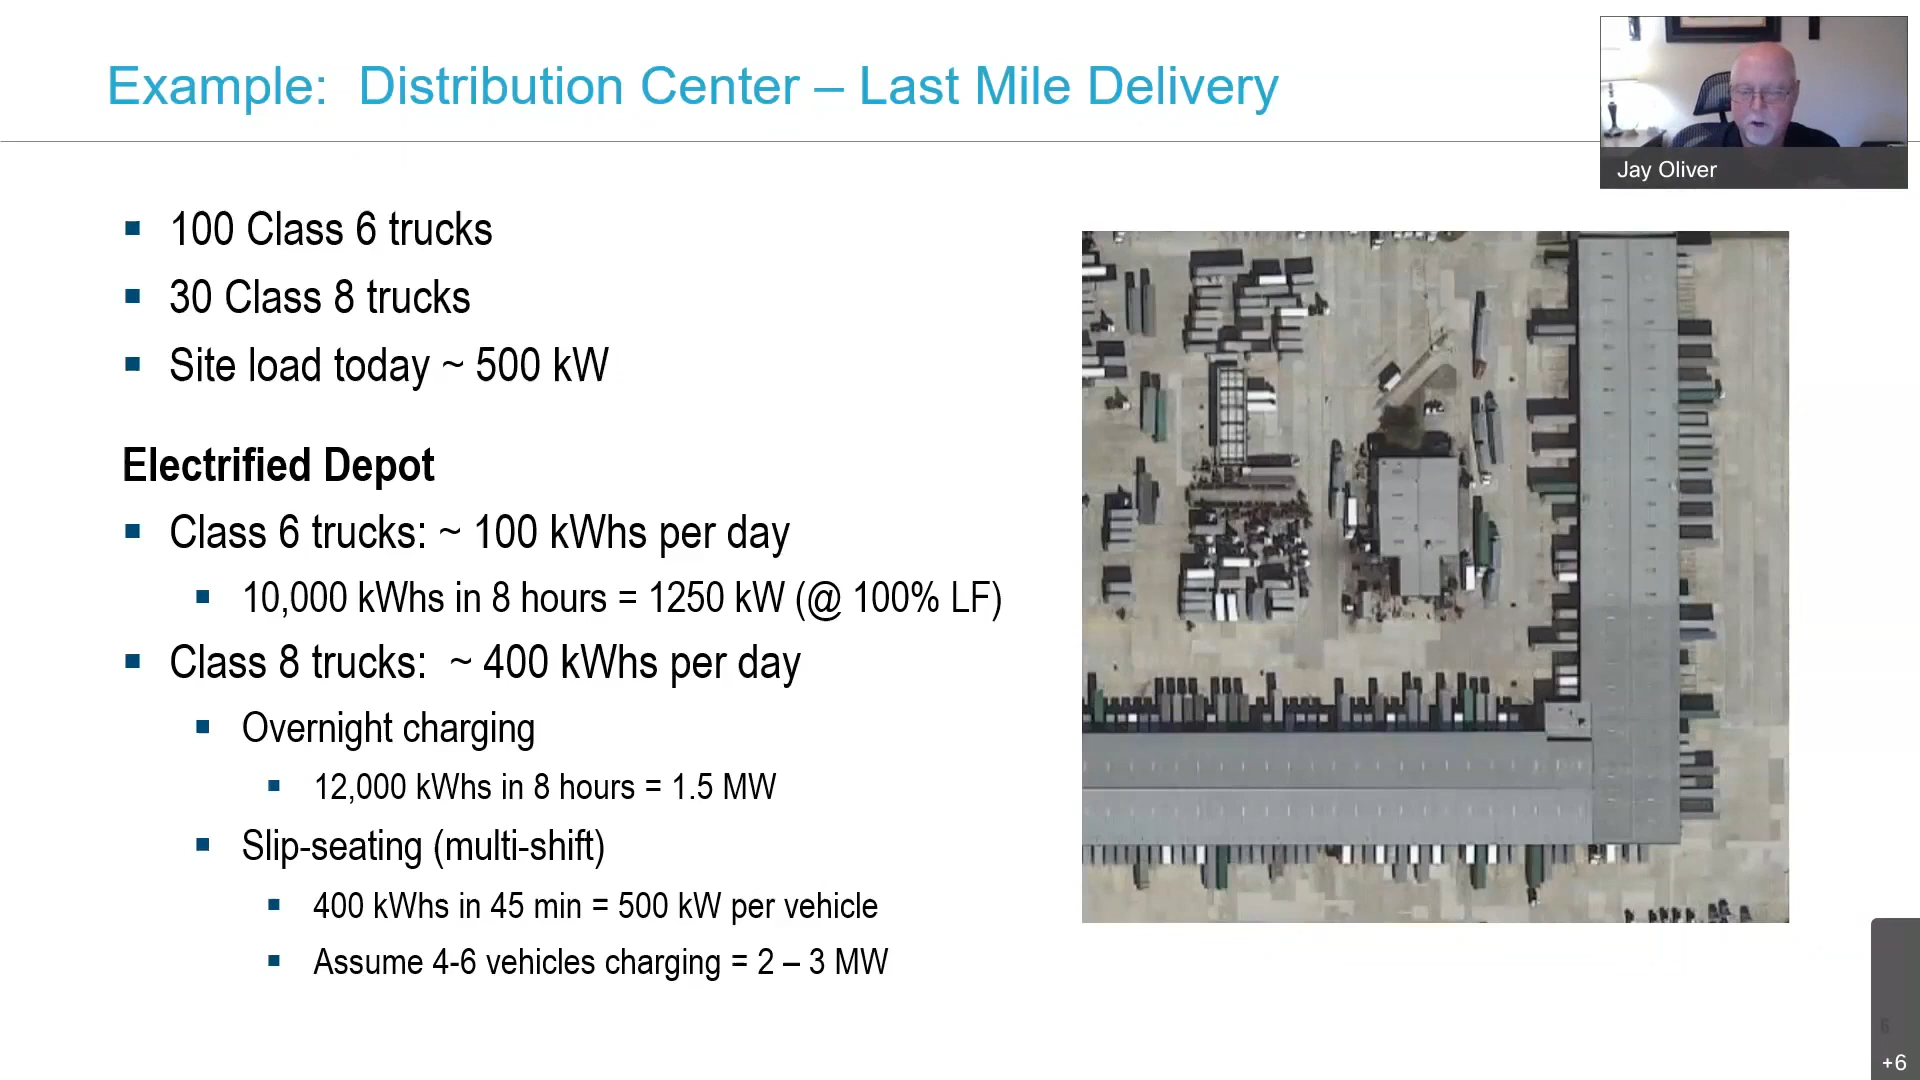 Example:  Distribution Center – Last Mile Delivery
Jay Oliver
100 Class 6 trucks
30 Class 8 trucks
Site load today ~ 500 kW
Electrified Depot
Class 6 trucks: ~ 100 kWhs per day
10,000 kWhs in 8 hours = 1250 kW (@ 100% LF)
Class 8 trucks:  ~ 400 kWhs per day
Overnight charging
12,000 kWhs in 8 hours = 1.5 MW
Slip-seating (multi-shift)
400 kWhs in 45 min = 500 kW per vehicle
Assume 4-6 vehicles charging = 2 – 3 MW
6
+6